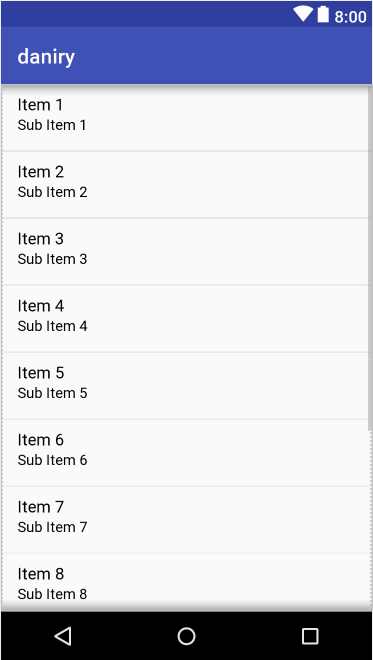 8:00
daniry
Item 1
Sub Item 1
Item 2
Sub Item 2
Item 3
Sub Item 3
Item 4
Sub Item 4
Item 5
Sub Item 5
Item 6
Sub Item 6
Item 7
Sub Item 7
Item 8
Sub Item 8